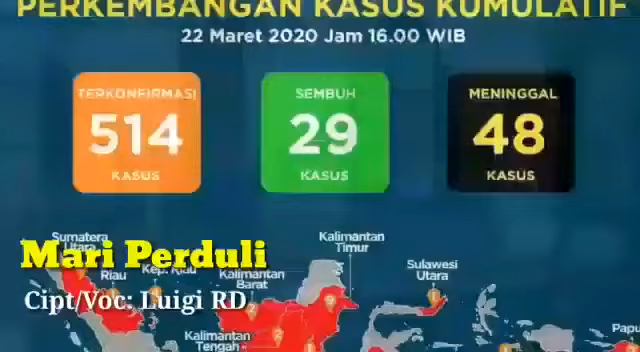 PERKEMBANGAN KASUS KUMULATIF
22 Maret 2020 Jam 16.00 WIB
TERKONFIRMASI
514
KASUS
SEMBUH
29
KASUS
MENINGGAL
48
KASUS
Sumatera
Utara
Riau
Kep. Riau
Kalimantan
Barat
Kalimantan
Timur
Sulawesi
Utara
Mari Perduli
Cipt/Voc: Luigi RD
Kalimantan
Tengah